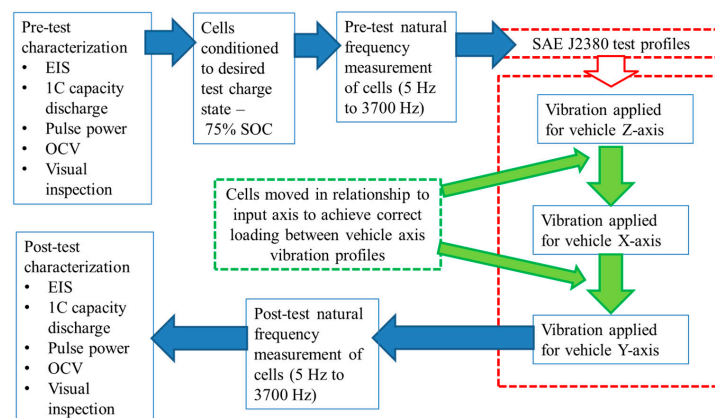 Pre-test
characterization
• EIS
• 1C capacity
discharge
• Pulse power
• OCV
• Visual
inspection
Cells
conditioned
to desired
test charge
state –
75% SOC
Pre-test natural
frequency
measurement
of cells (5 Hz
to 3700 Hz)
SAE J2380 test profiles
Vibration applied
for vehicle Z-axis
Cells moved in relationship to
input axis to achieve correct
loading between vehicle axis
vibration profiles
Vibration applied
for vehicle X-axis
Vibration applied
for vehicle Y-axis
Post-test natural
frequency
measurement of
cells (5 Hz to
3700 Hz)
Post-test
characterization
• EIS
• 1C capacity
discharge
• Pulse power
• OCV
• Visual
inspection